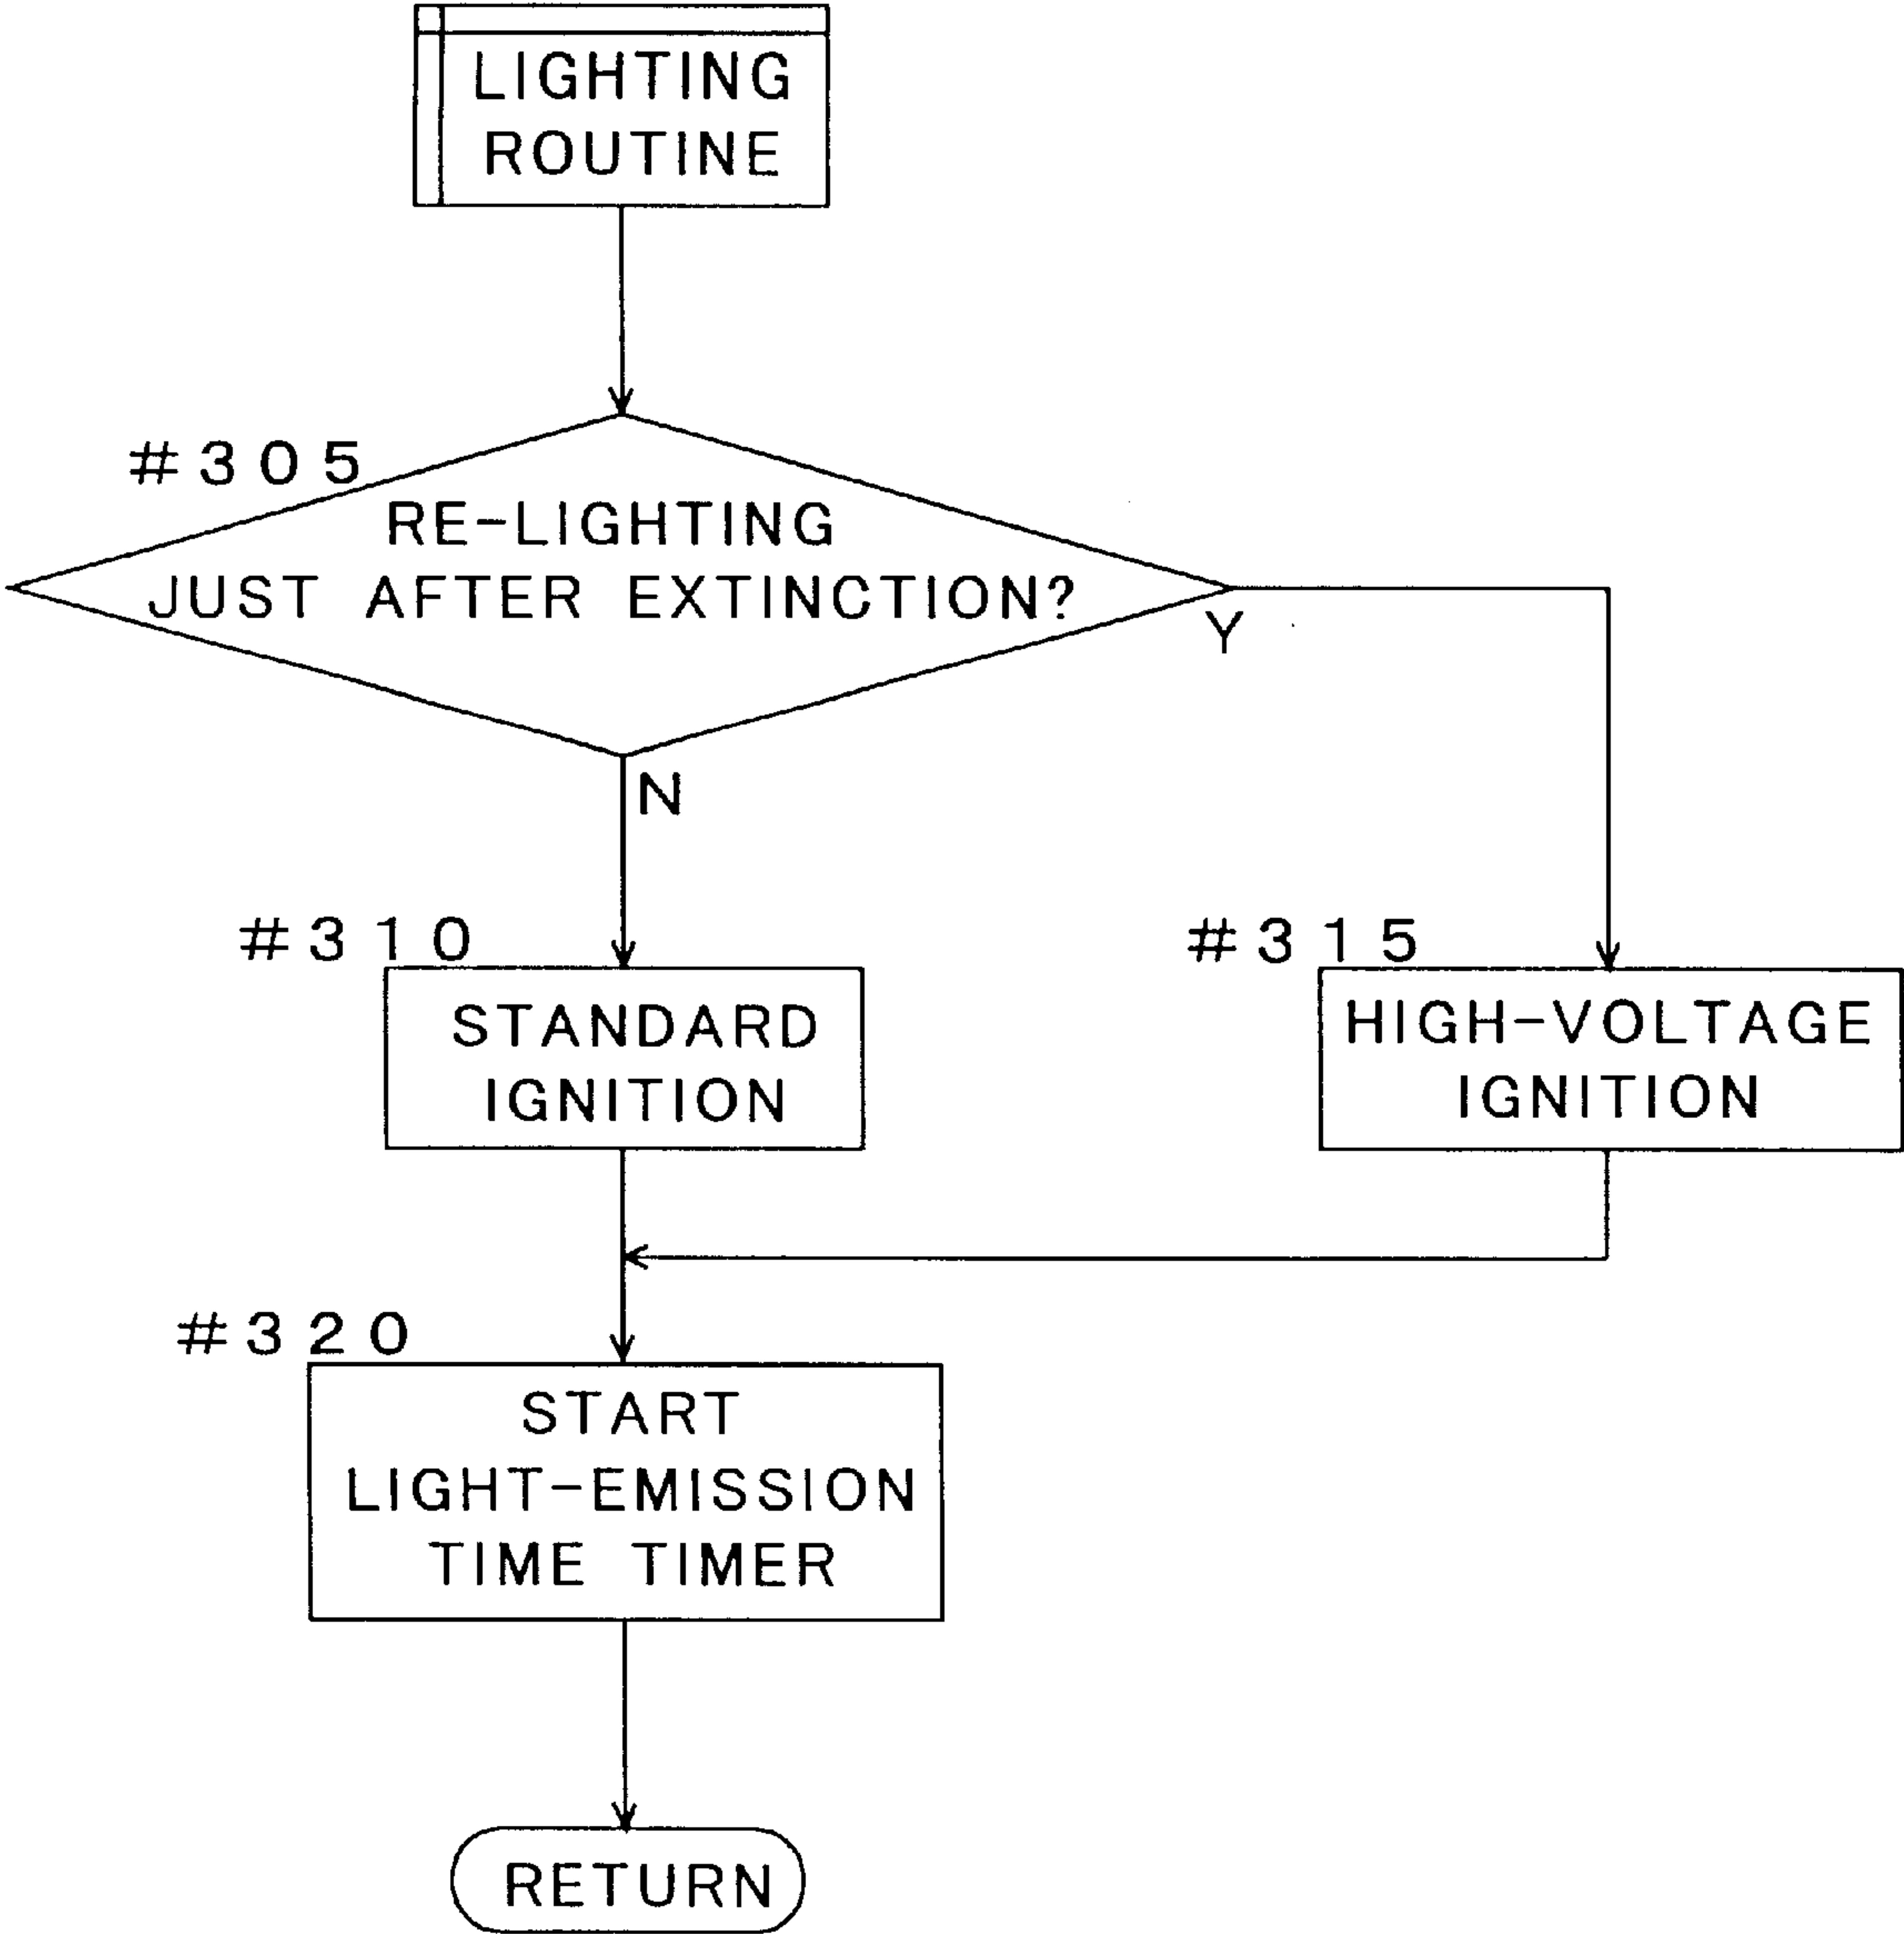 LIGHTING
ROUTINE
#305
RE-LIGHTING
JUST AFTER EXTINCTION?
Y
N
#310
STANDARD
IGNITION
#315
HIGH-VOLTAGE
IGNITION
#320
START
LIGHT-EMISSION
TIME TIMER
RETURN